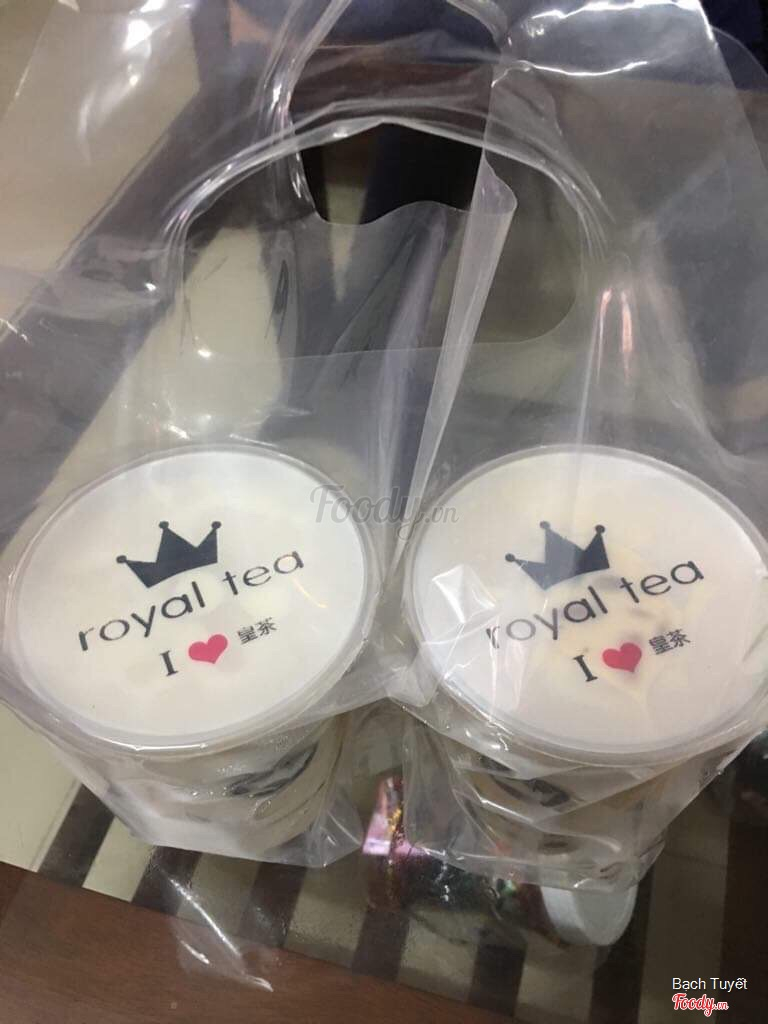 Foody.vn
royal tea
I ❤ 皇茶
royal tea
I ❤ 皇茶
Bach Tuyết
Foody.vn